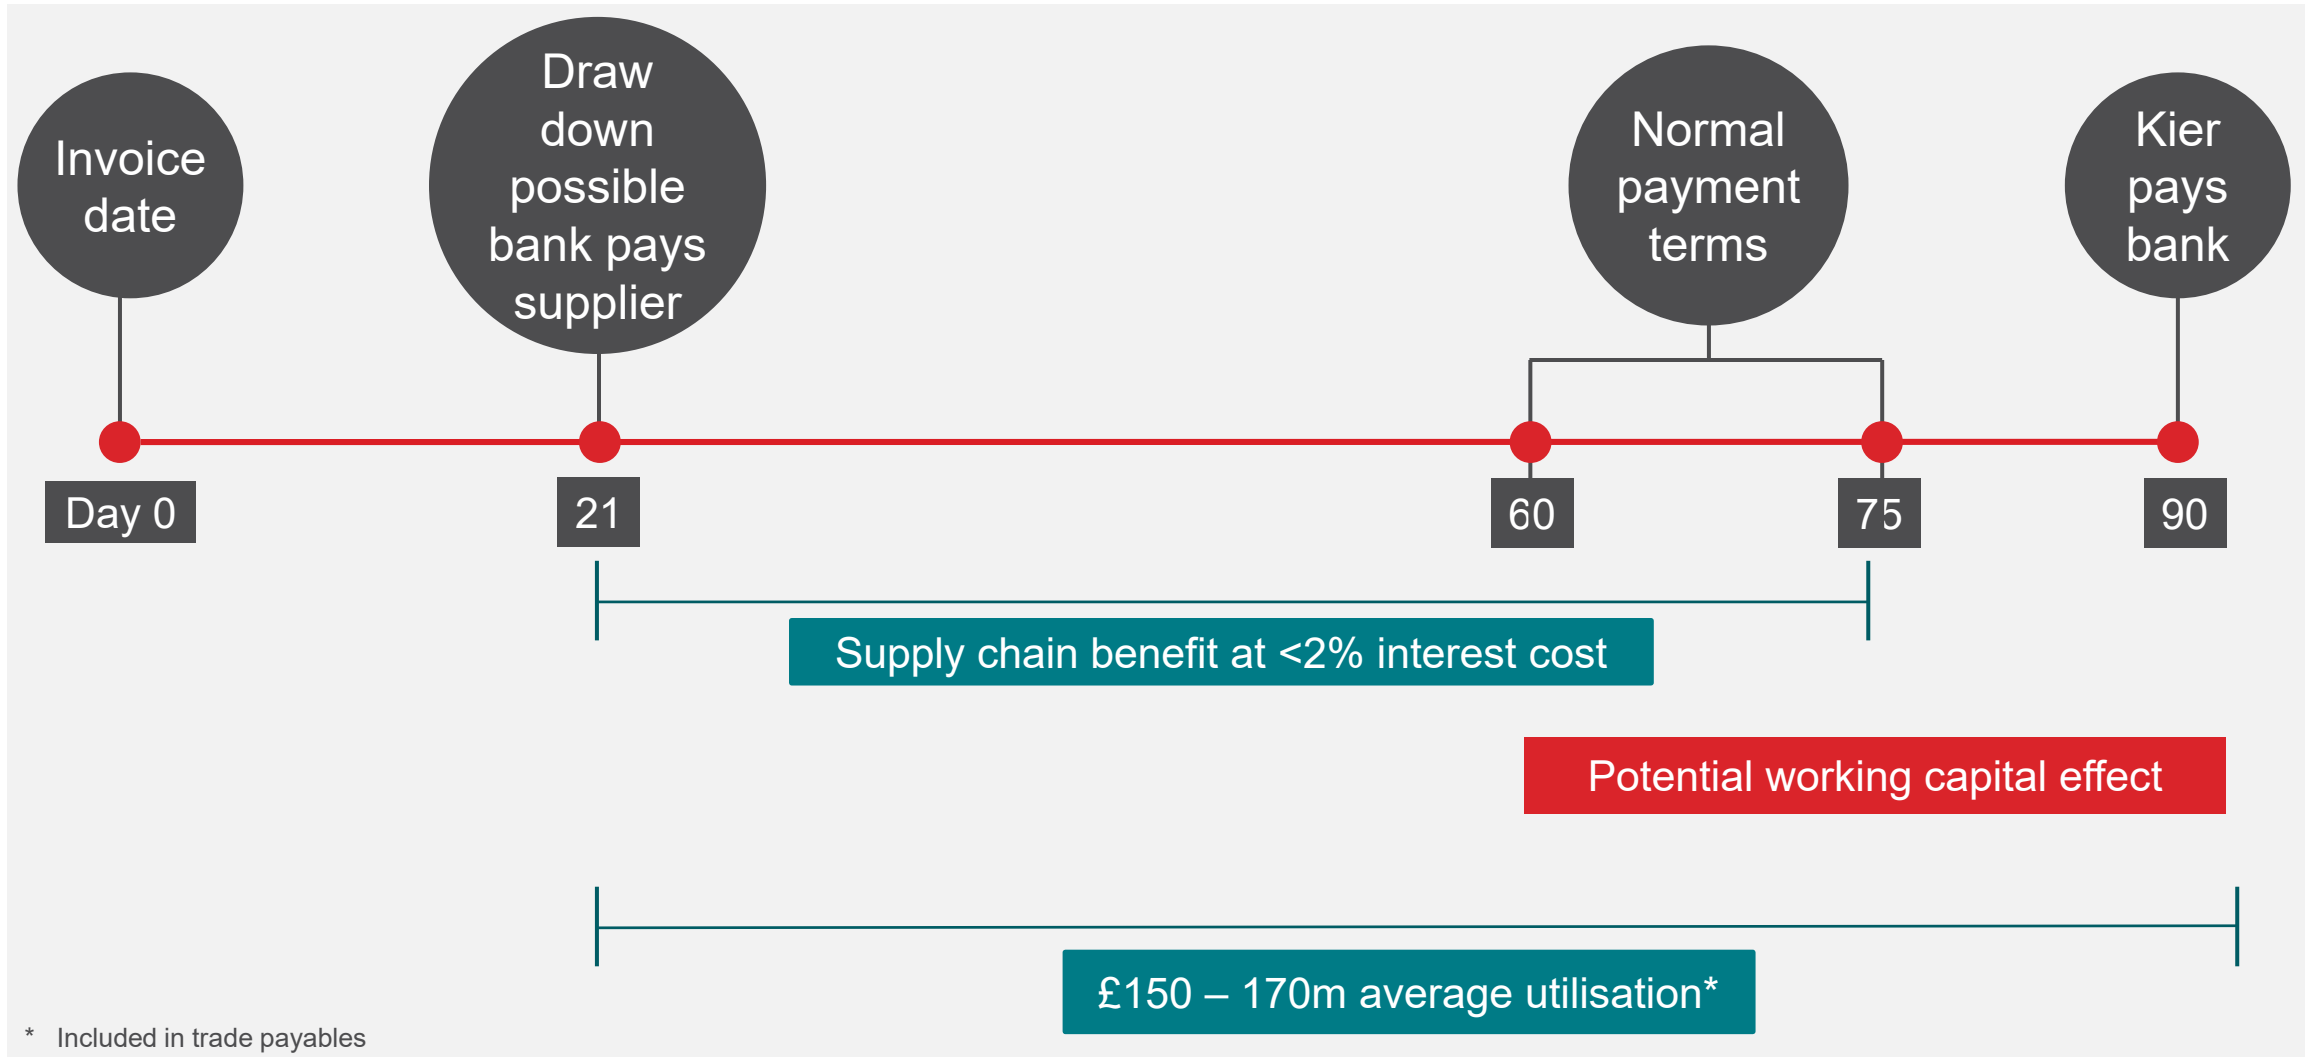 Invoice
date
Draw
down
possible
bank pays
supplier
Normal
payment
terms
Kier
pays
bank
Day 0
21
60
75
90
Supply chain benefit at <2% interest cost
Potential working capital effect
£150 – 170m average utilisation*
* Included in trade payables